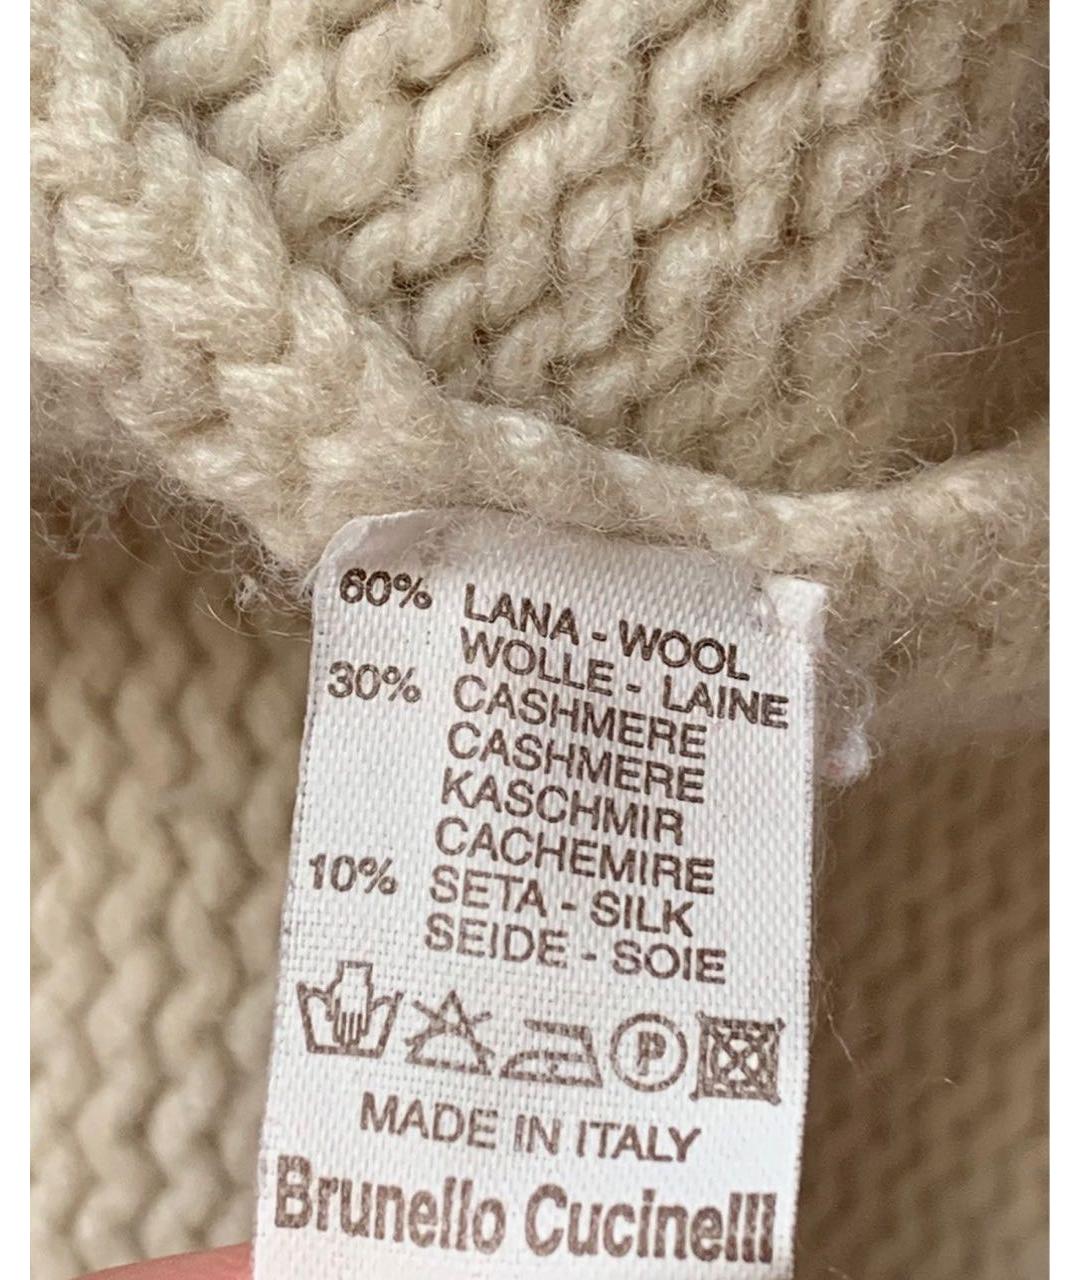 60% LANA - WOOL
WOLLE - LAINE
30% CASHMERE
CASHMERE
KASCHMIR
CACHEMIRE
10% SETA - SILK
SEIDE - SOIE
P
MADE IN ITALY
Brunello Cucinelli